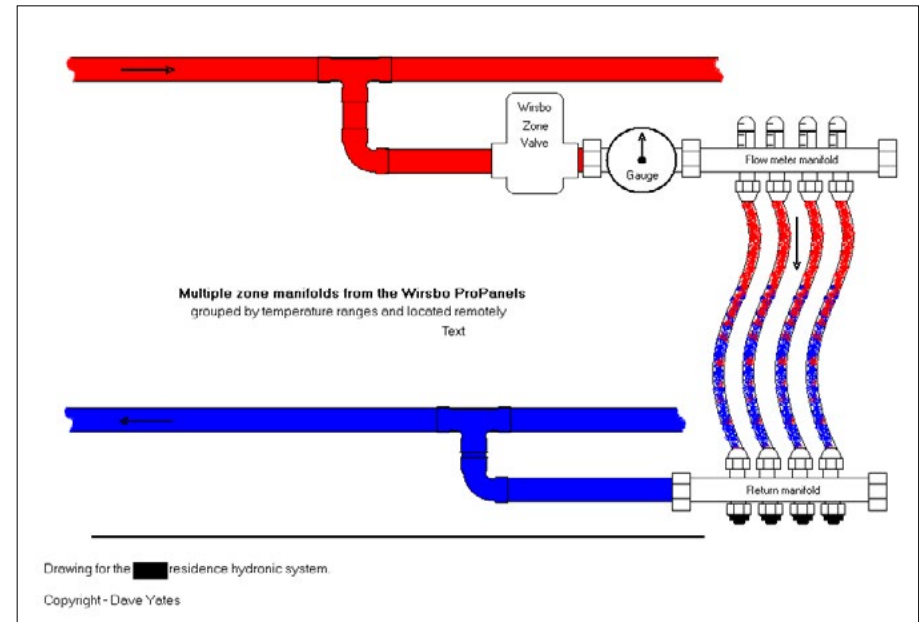 Wirsbo
Zone
Valve
Gauge
Flow meter manifold
Multiple zone manifolds from the Wirsbo ProPanels
grouped by temperature ranges and located remotely
Text
Return manifold
Drawing for the residence hydronic system.
Copyright - Dave Yates